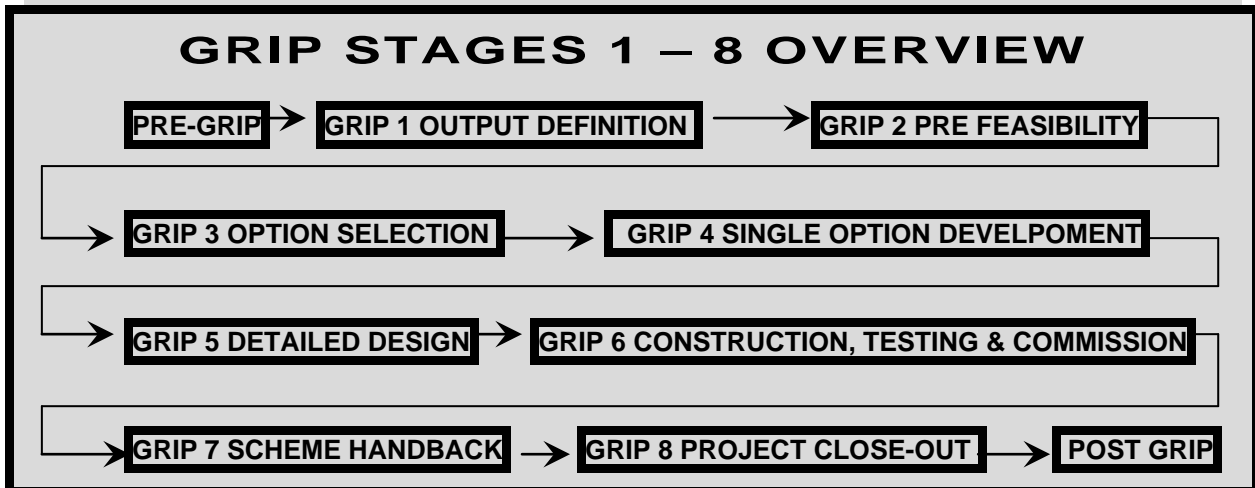 GRIP STAGES 1 – 8 OVERVIEW
PRE-GRIP
GRIP 1 OUTPUT DEFINITION
GRIP 2 PRE FEASIBILITY
GRIP 3 OPTION SELECTION
GRIP 4 SINGLE OPTION DEVELPOMENT
GRIP 5 DETAILED DESIGN
GRIP 6 CONSTRUCTION, TESTING & COMMISSION
GRIP 7 SCHEME HANDBACK
GRIP 8 PROJECT CLOSE-OUT
POST GRIP